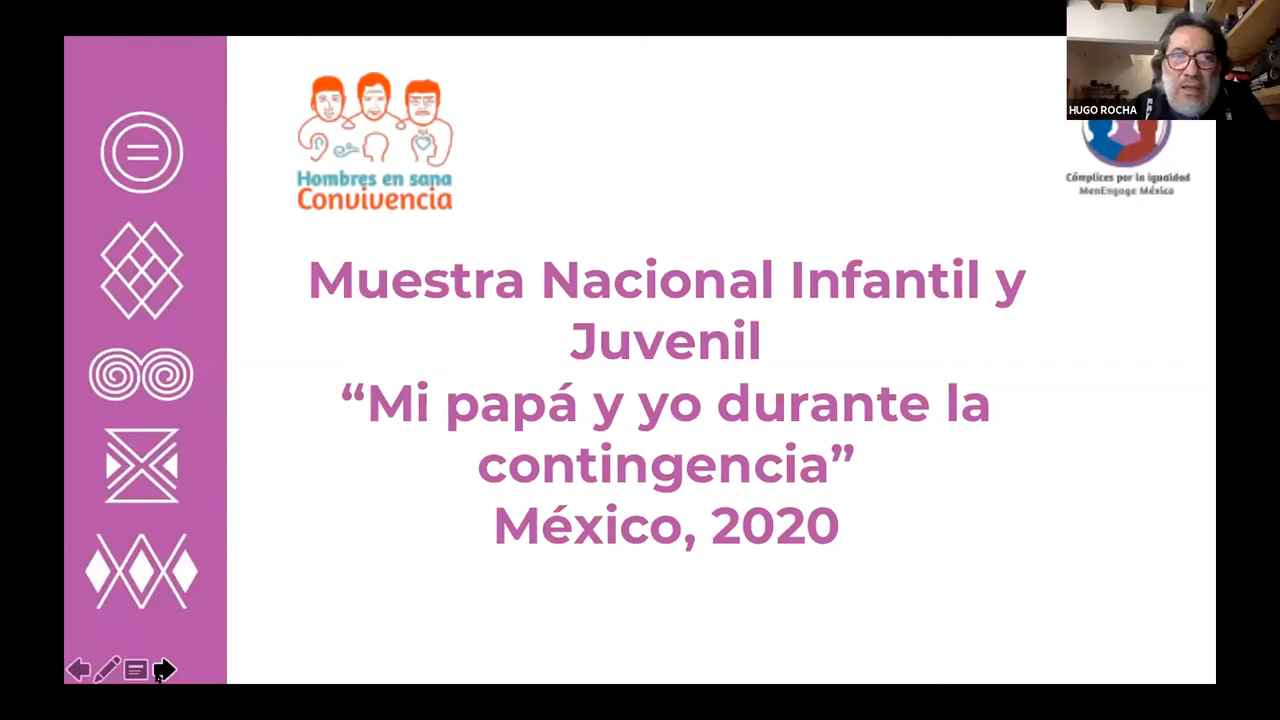 HUGO ROCHA
Hombres en sana
Convivencia
Cómplices por la igualdad
MenEngage México
Muestra Nacional Infantil y
Juvenil
“Mi papá y yo durante la
contingencia”
México, 2020